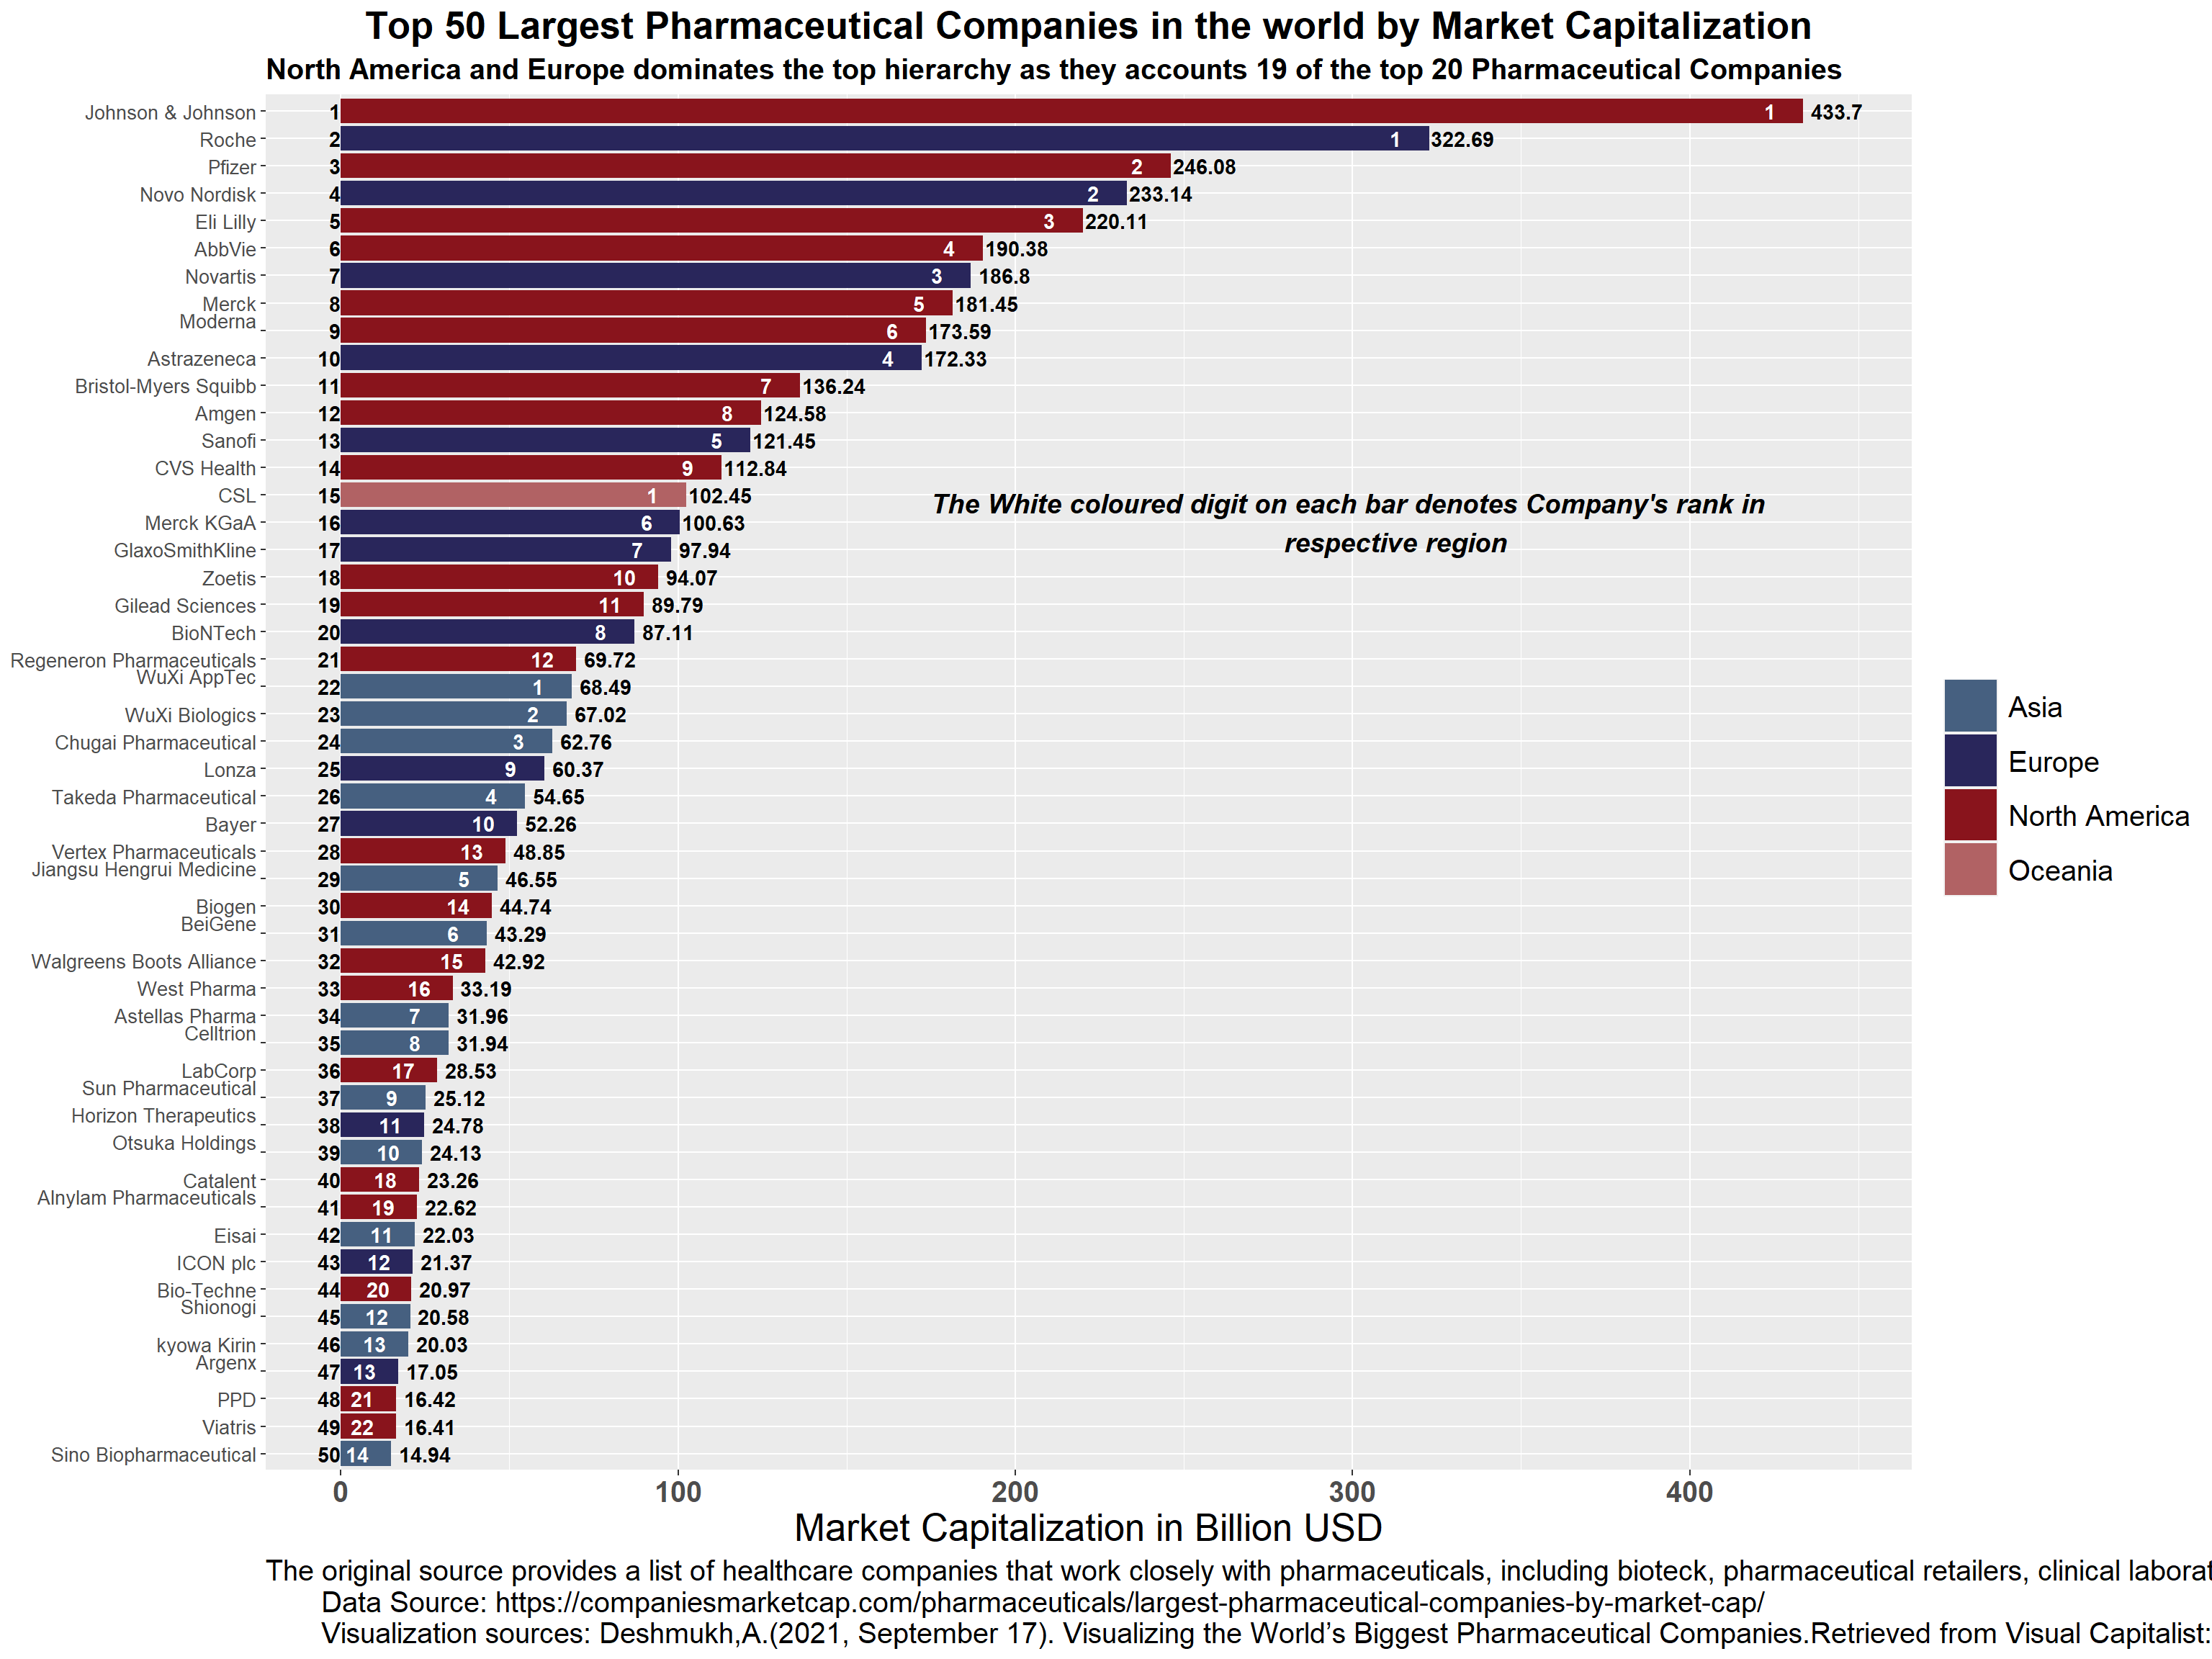 Top 50 Largest Pharmaceutical Companies in the world by Market Capitalization
North America and Europe dominates the top hierarchy as they accounts 19 of the top 20 Pharmaceutical Companies
Johnson & Johnson 1 1 433.7
Roche 2 1 322.69
Pfizer 3 2 246.08
Novo Nordisk 4 2 233.14
Eli Lilly 5 3 220.11
AbbVie 6 4 190.38
Novartis 7 3 186.8
Merck 8 5 181.45
Moderna 9 6 173.59
Astrazeneca 10 4 172.33
Bristol-Myers Squibb 11 7 136.24
Amgen 12 8 124.58
Sanofi 13 5 121.45
CVS Health 14 9 112.84
CSL 15 1 102.45
The White coloured digit on each bar denotes Company's rank in
respective region
Merck KGaA 16 6 100.63
GlaxoSmithKline 17 7 97.94
Zoetis 18 10 94.07
Gilead Sciences 19 11 89.79
BioNTech 20 8 87.11
Regeneron Pharmaceuticals 21 12 69.72
WuXi AppTec 22 1 68.49
WuXi Biologics 23 2 67.02
Chugai Pharmaceutical 24 3 62.76
Lonza 25 9 60.37
Takeda Pharmaceutical 26 4 54.65
Bayer 27 10 52.26
Vertex Pharmaceuticals 28 13 48.85
Jiangsu Hengrui Medicine 29 5 46.55
Biogen 30 14 44.74
BeiGene 31 6 43.29
Walgreens Boots Alliance 32 15 42.92
West Pharma 33 16 33.19
Astellas Pharma 34 7 31.96
Celltrion 35 8 31.94
LabCorp 36 17 28.53
Sun Pharmaceutical 37 9 25.12
Horizon Therapeutics 38 11 24.78
Otsuka Holdings 39 10 24.13
Catalent 40 18 23.26
Alnylam Pharmaceuticals 41 19 22.62
Eisai 42 11 22.03
ICON plc 43 12 21.37
Bio-Techne 44 20 20.97
Shionogi 45 12 20.58
kyowa Kirin 46 13 20.03
Argenx 47 13 17.05
PPD 48 21 16.42
Viatris 49 22 16.41
Sino Biopharmaceutical 50 14 14.94
Asia
Europe
North America
Oceania
0 100 200 300 400
Market Capitalization in Billion USD
The original source provides a list of healthcare companies that work closely with pharmaceuticals, including bioteck, pharmaceutical retailers, clinical laborat
Data Source: https://companiesmarketcap.com/pharmaceuticals/largest-pharmaceutical-companies-by-market-cap/
Visualization sources: Deshmukh,A.(2021, September 17). Visualizing the World’s Biggest Pharmaceutical Companies.Retrieved from Visual Capitalist: